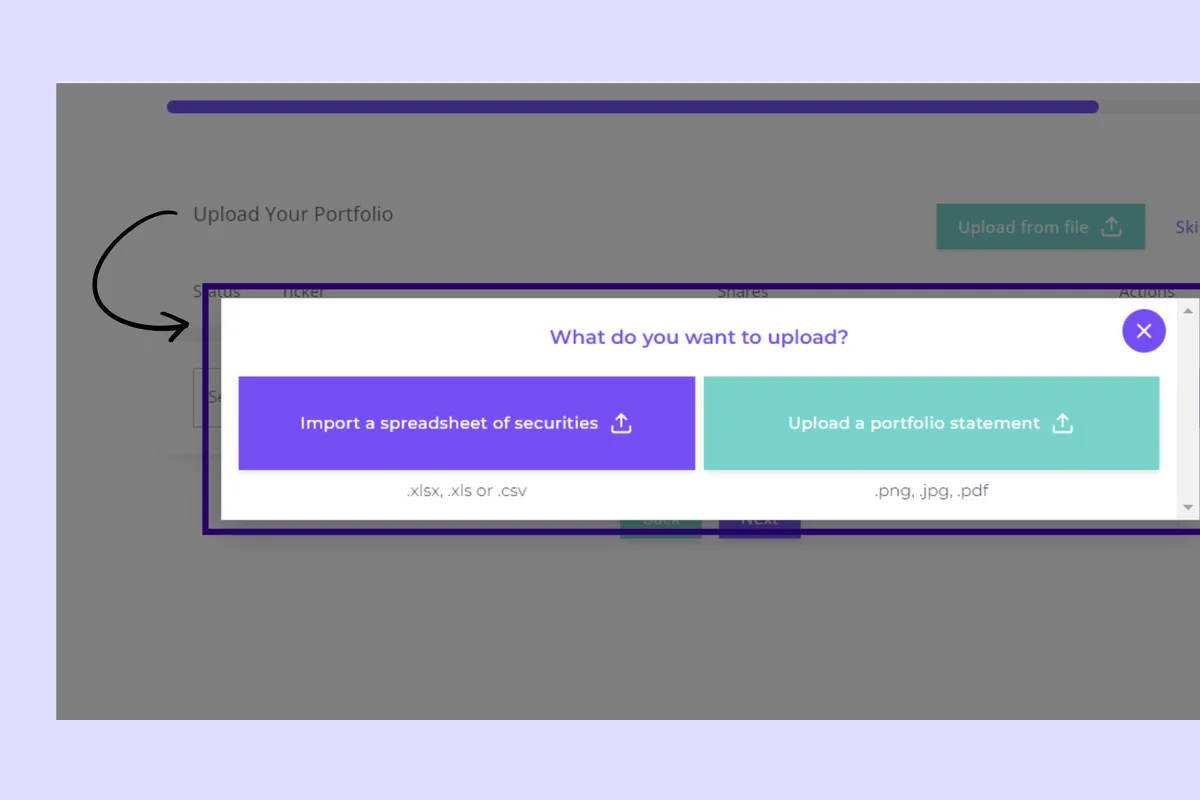 Upload Your Portfolio
Upload from file
Ski
Status Ticker Shares Actions
What do you want to upload?
Import a spreadsheet of securities
Upload a portfolio statement
Se
.xlsx, .xls or .csv
.png, .jpg, .pdf
Back Next